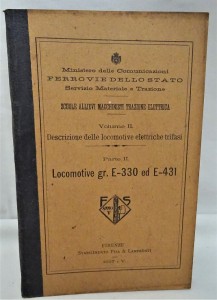 Ministero delle Comunicazioni
FERROVIE DELLO STATO
Servizio Materiale e Trazione
SCUOLE ALLIEVI MACCHINISTI TRAZIONE ELETTRICA
Volume II.
Descrizione delle locomotive elettriche trifasi
Parte II.
Locomotive gr. E-330 ed E-431
FIRENZE